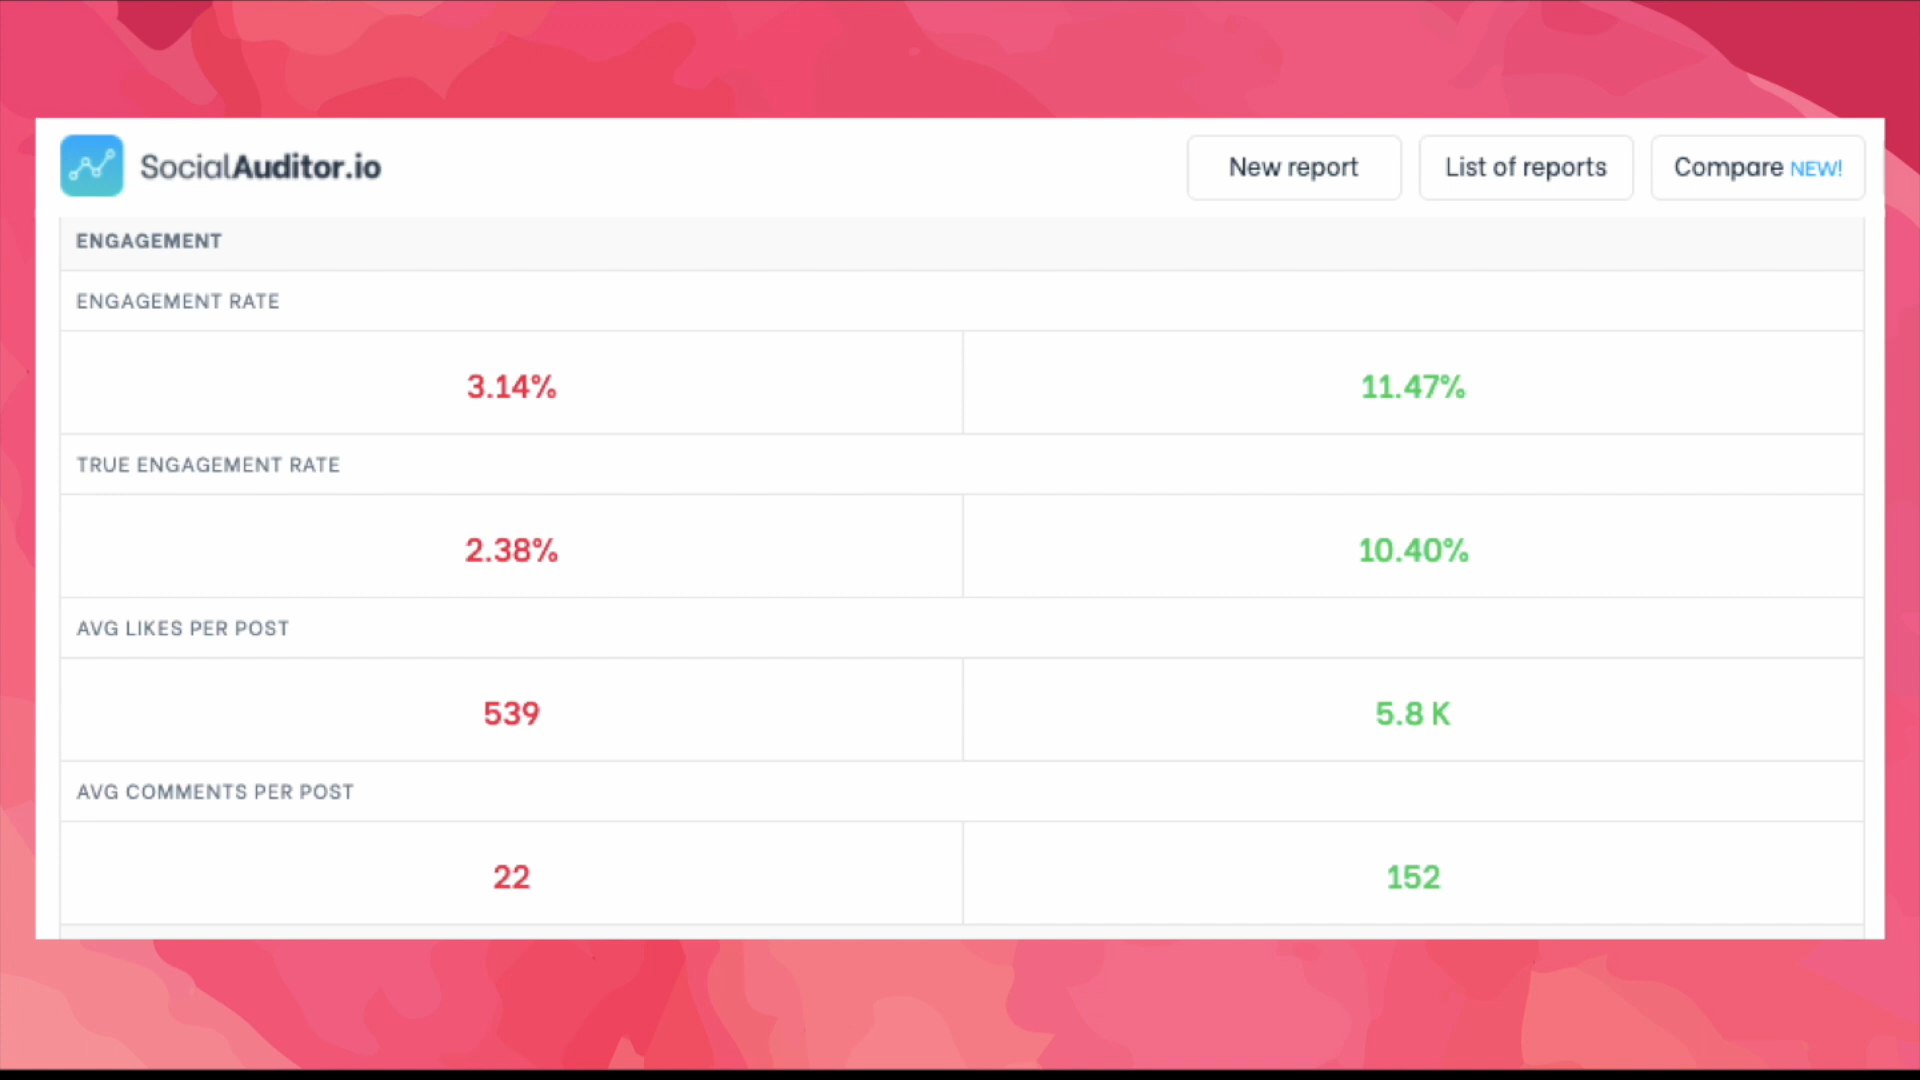 SocialAuditor.io
New report
List of reports
Compare NEW!
ENGAGEMENT
ENGAGEMENT RATE
3.14%
11.47%
TRUE ENGAGEMENT RATE
2.38%
10.40%
AVG LIKES PER POST
539
5.8 K
AVG COMMENTS PER POST
22
152